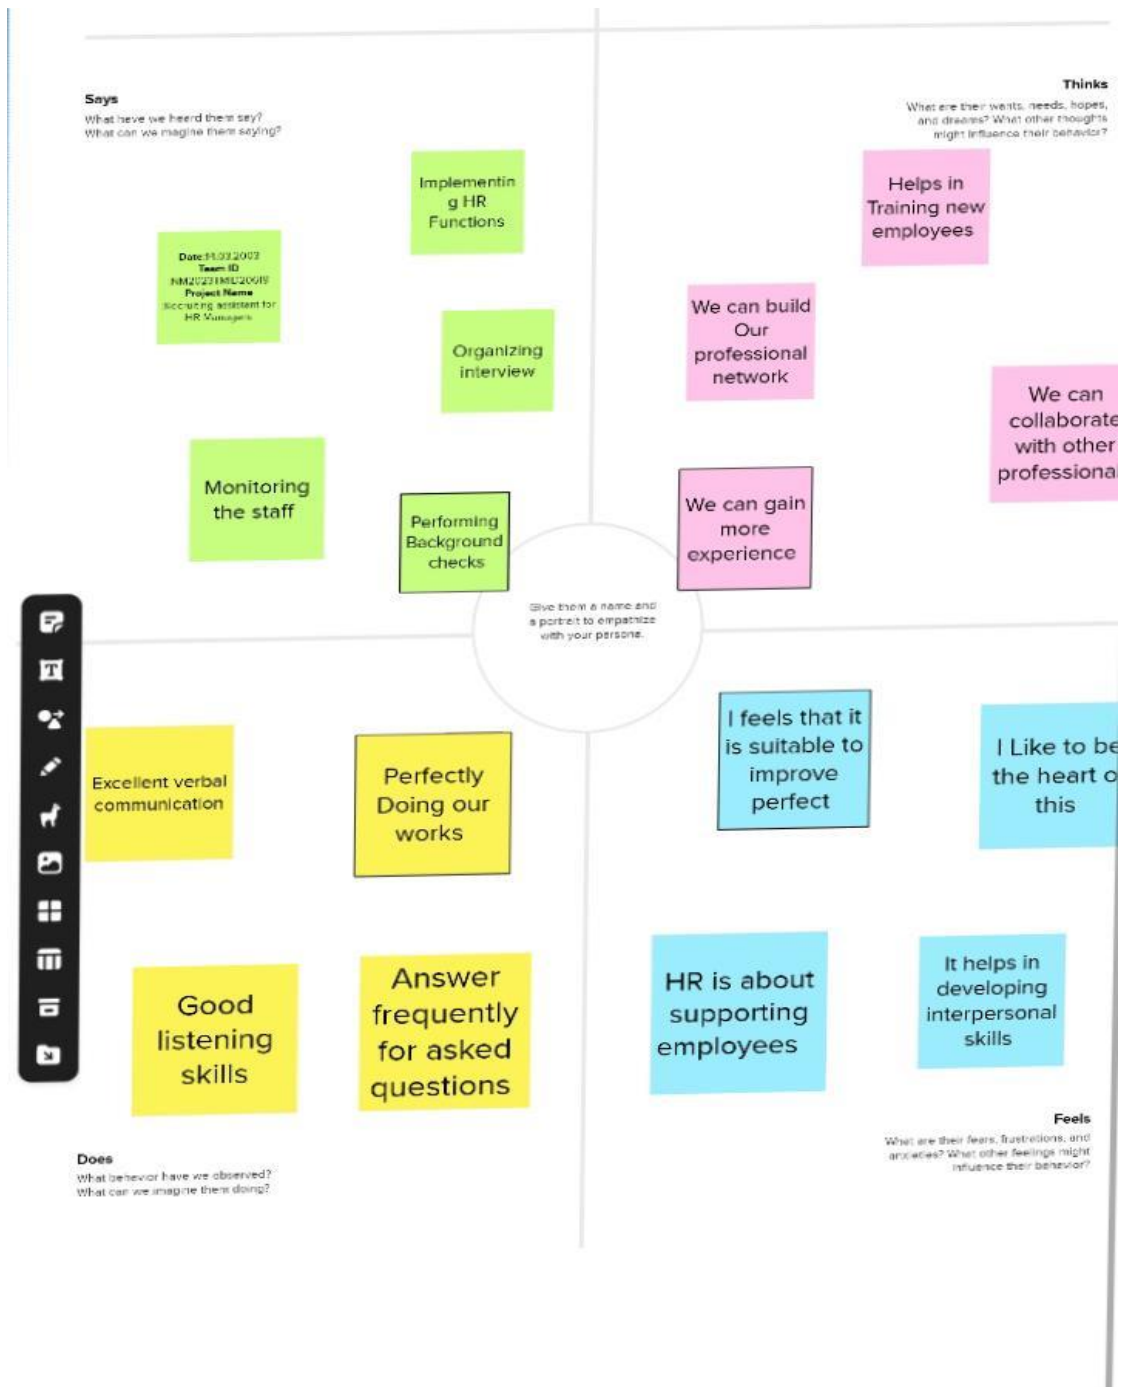 Says
What have we heard them say?
What can we magine them saying?
Thinks
What are their wants, needs, hopes,
and dreams? What other thoughts
might influence their behavior?
Implementin
g HR
Functions
Date:
Team ID
Project Name
Recruiting assistant for
HR Managers
Organizing
interview
Monitoring
the staff
Performing
Background
checks
Helps in
Training new
employees
We can build
Our
professional
network
We can
collaborate
with other
professiona
We can gain
more
experience
Give them a name and
a portrait to empathize
with your persona.
Excellent verbal
communication
Perfectly
Doing our
works
Good
listening
skills
Answer
frequently
for asked
questions
I feels that it
is suitable to
improve
perfect
I Like to be
the heart o
this
HR is about
supporting
employees
It helps in
developing
interpersonal
skills
Does
What behavior have we observed?
What can we imagine them doing?
Feels
What are their fears, frustrations, and
anxieties? What other feelings might
influence their behavior?